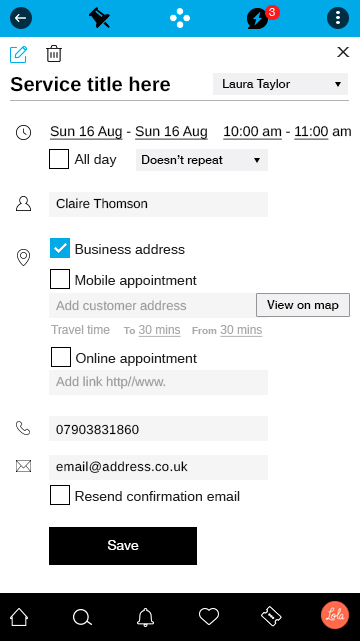 3
Service title here
Laura Taylor
Sun 16 Aug - Sun 16 Aug 10:00 am - 11:00 am
All day
Doesn't repeat
Claire Thomson
Business address
Mobile appointment
Add customer address
View on map
Travel time To 30 mins From 30 mins
Online appointment
Add link http//www.
07903831860
email@address.co.uk
Resend confirmation email
Save
Lola